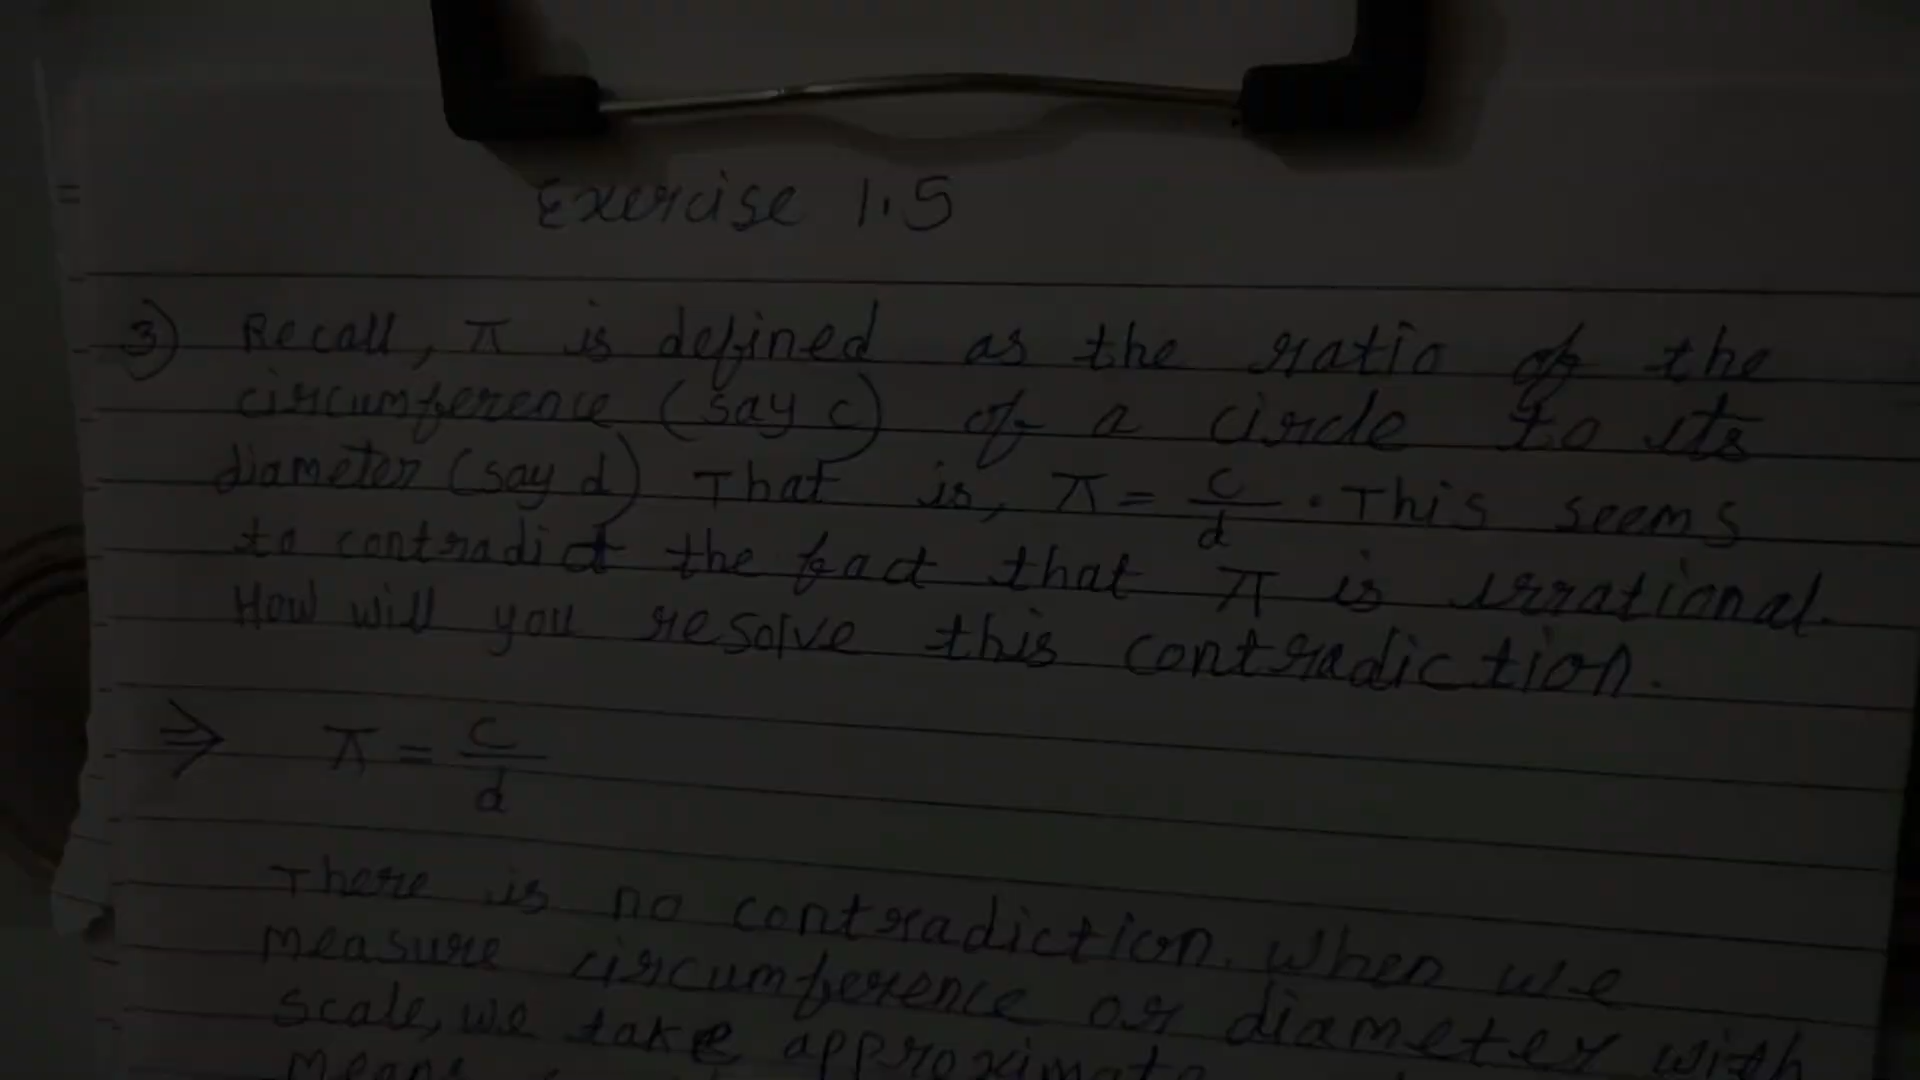 Exercise 1.5
3) Recall, π is defined as the ratio of the
circumference (say c) of a circle to its
diameter (say d) That is, π = c/d. This seems
to contradict the fact that π is irrational.
How will you resolve this contradiction.
⇒ π = c/d
There is no contradiction. When we
measure circumference or diameter with
scale, we take approximate